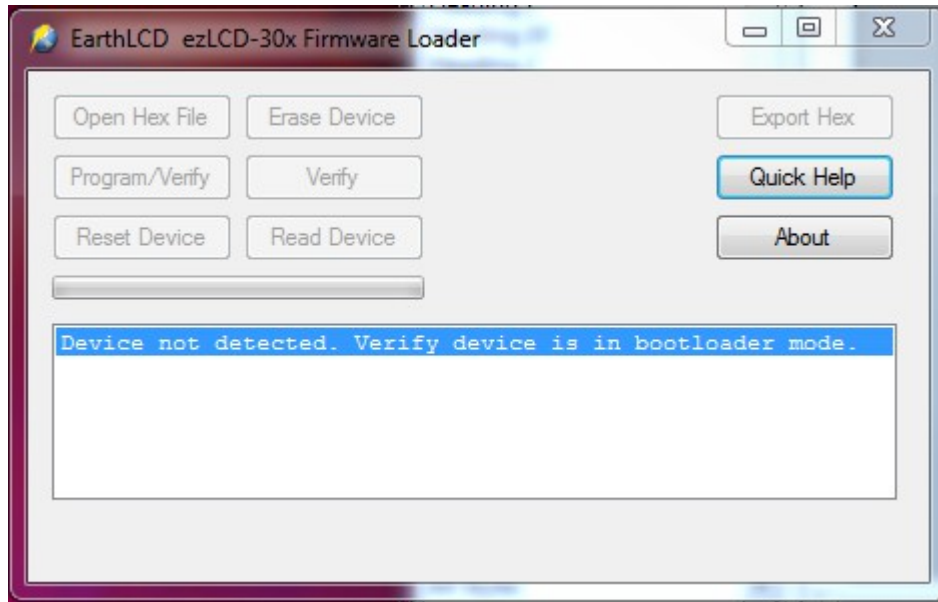 EarthLCD ezLCD-30x Firmware Loader
Open Hex File Erase Device Export Hex
Program/Verify Verify Quick Help
Reset Device Read Device About
Device not detected. Verify device is in bootloader mode.